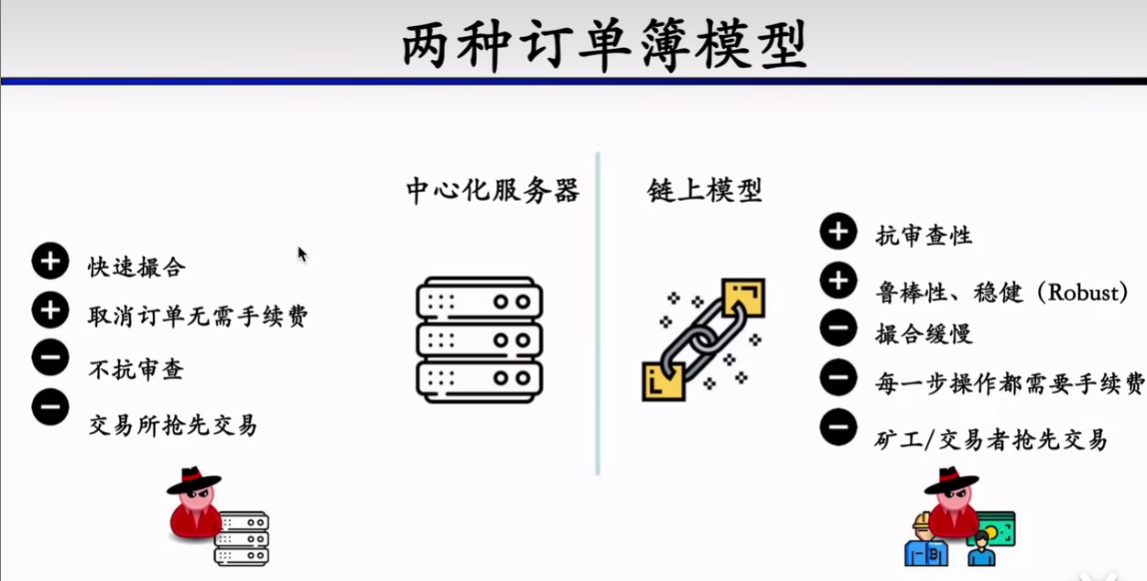 两种订单簿模型
中心化服务器
快速撮合
取消订单无需手续费
不抗审查
交易所抢先交易
链上模型
抗审查性
鲁棒性、稳健（Robust）
撮合缓慢
每一步操作都需要手续费
矿工/交易者抢先交易